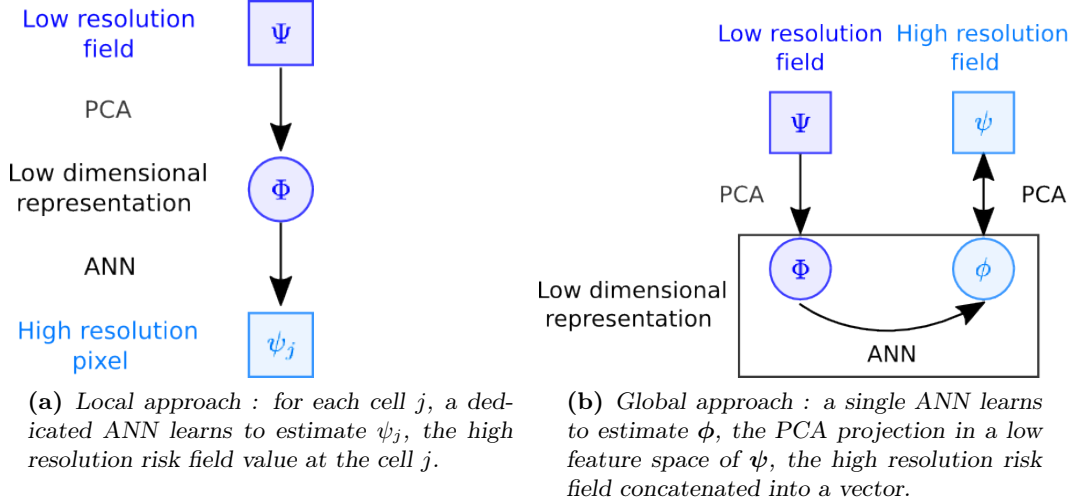 Low resolution
field
Ψ
PCA
Low dimensional
representation
Φ
ANN
High resolution
pixel
ψ_j
(a) Local approach : for each cell j, a ded-
icated ANN learns to estimate ψ_j, the high
resolution risk field value at the cell j.
Low resolution
field
High resolution
field
Ψ
ψ
PCA
PCA
Φ
ϕ
Low dimensional
representation
ANN
(b) Global approach : a single ANN learns
to estimate ϕ, the PCA projection in a low
feature space of ψ, the high resolution risk
field concatenated into a vector.